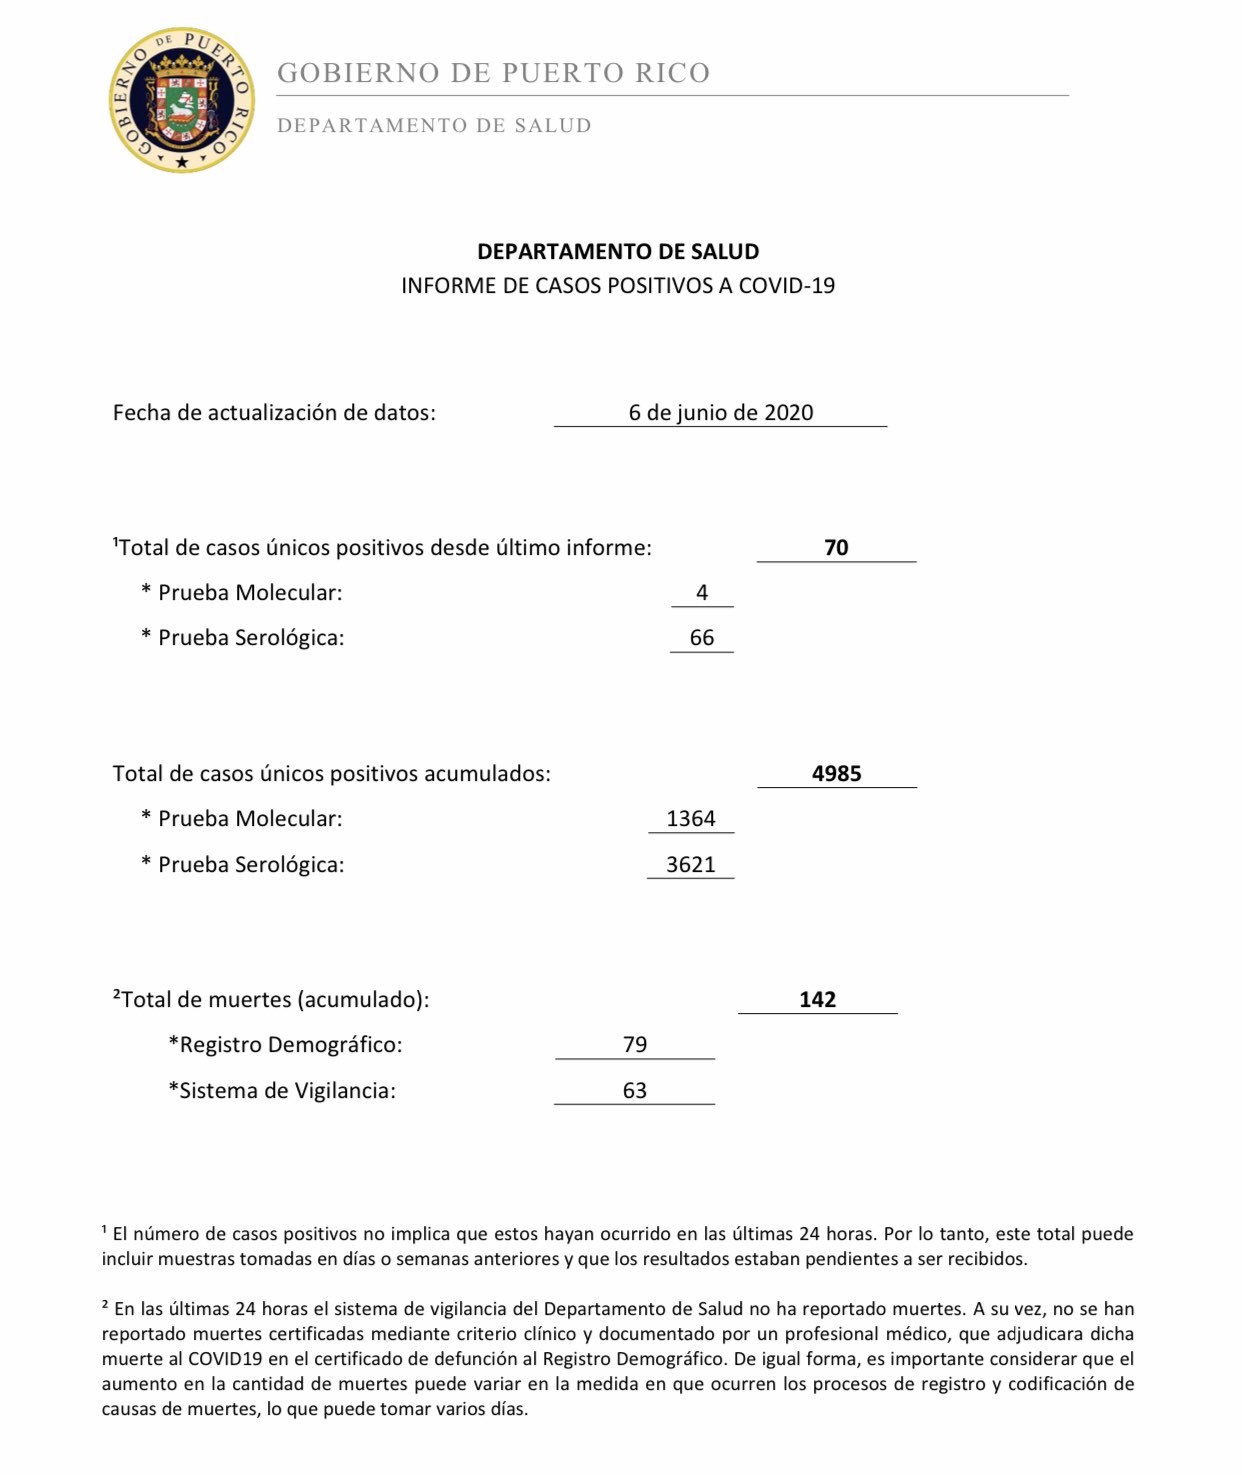 GOBIERNO DE PUERTO RICO
GOBIERNO DE PUERTO RICO
DEPARTAMENTO DE SALUD
DEPARTAMENTO DE SALUD
INFORME DE CASOS POSITIVOS A COVID-19
Fecha de actualización de datos: 6 de junio de 2020
¹Total de casos únicos positivos desde último informe: 70
* Prueba Molecular: 4
* Prueba Serológica: 66
Total de casos únicos positivos acumulados: 4985
* Prueba Molecular: 1364
* Prueba Serológica: 3621
²Total de muertes (acumulado): 142
*Registro Demográfico: 79
*Sistema de Vigilancia: 63
¹ El número de casos positivos no implica que estos hayan ocurrido en las últimas 24 horas. Por lo tanto, este total puede
incluir muestras tomadas en días o semanas anteriores y que los resultados estaban pendientes a ser recibidos.
² En las últimas 24 horas el sistema de vigilancia del Departamento de Salud no ha reportado muertes. A su vez, no se han
reportado muertes certificadas mediante criterio clínico y documentado por un profesional médico, que adjudicara dicha
muerte al COVID19 en el certificado de defunción al Registro Demográfico. De igual forma, es importante considerar que el
aumento en la cantidad de muertes puede variar en la medida en que ocurren los procesos de registro y codificación de
causas de muertes, lo que puede tomar varios días.